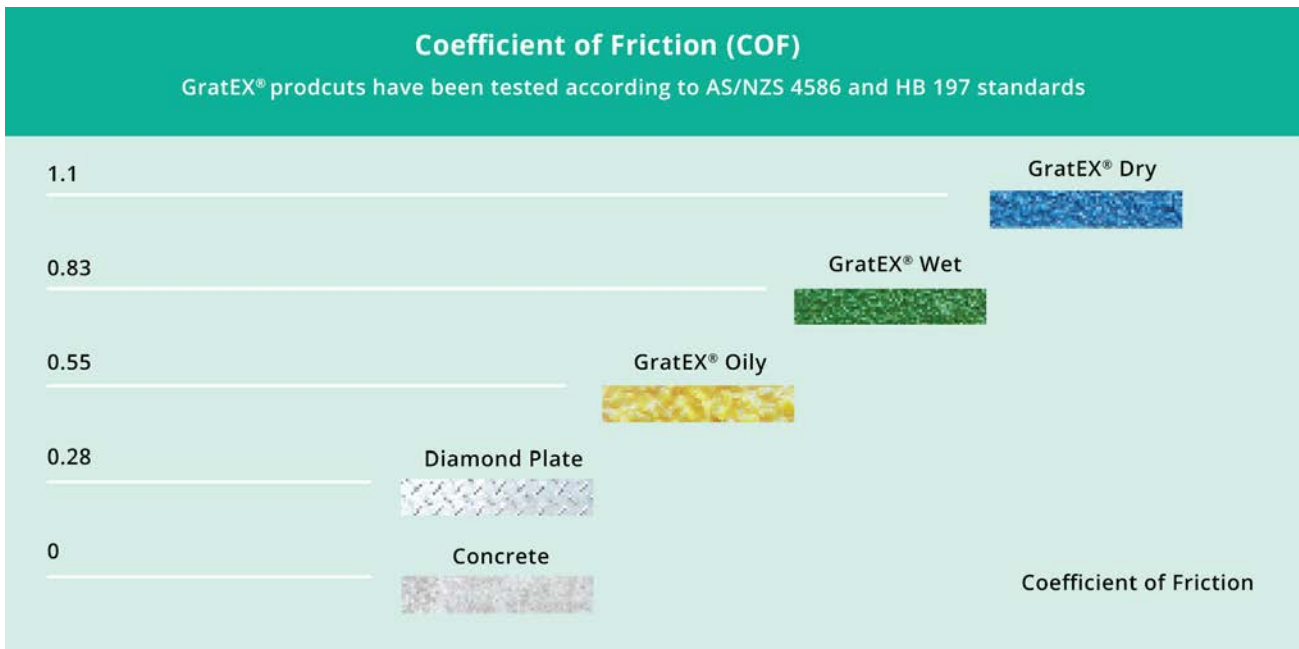 Coefficient of Friction (COF)
GratEX® prodcuts have been tested according to AS/NZS 4586 and HB 197 standards
1.1
GratEX® Dry
0.83
GratEX® Wet
0.55
GratEX® Oily
0.28
Diamond Plate
0
Concrete
Coefficient of Friction